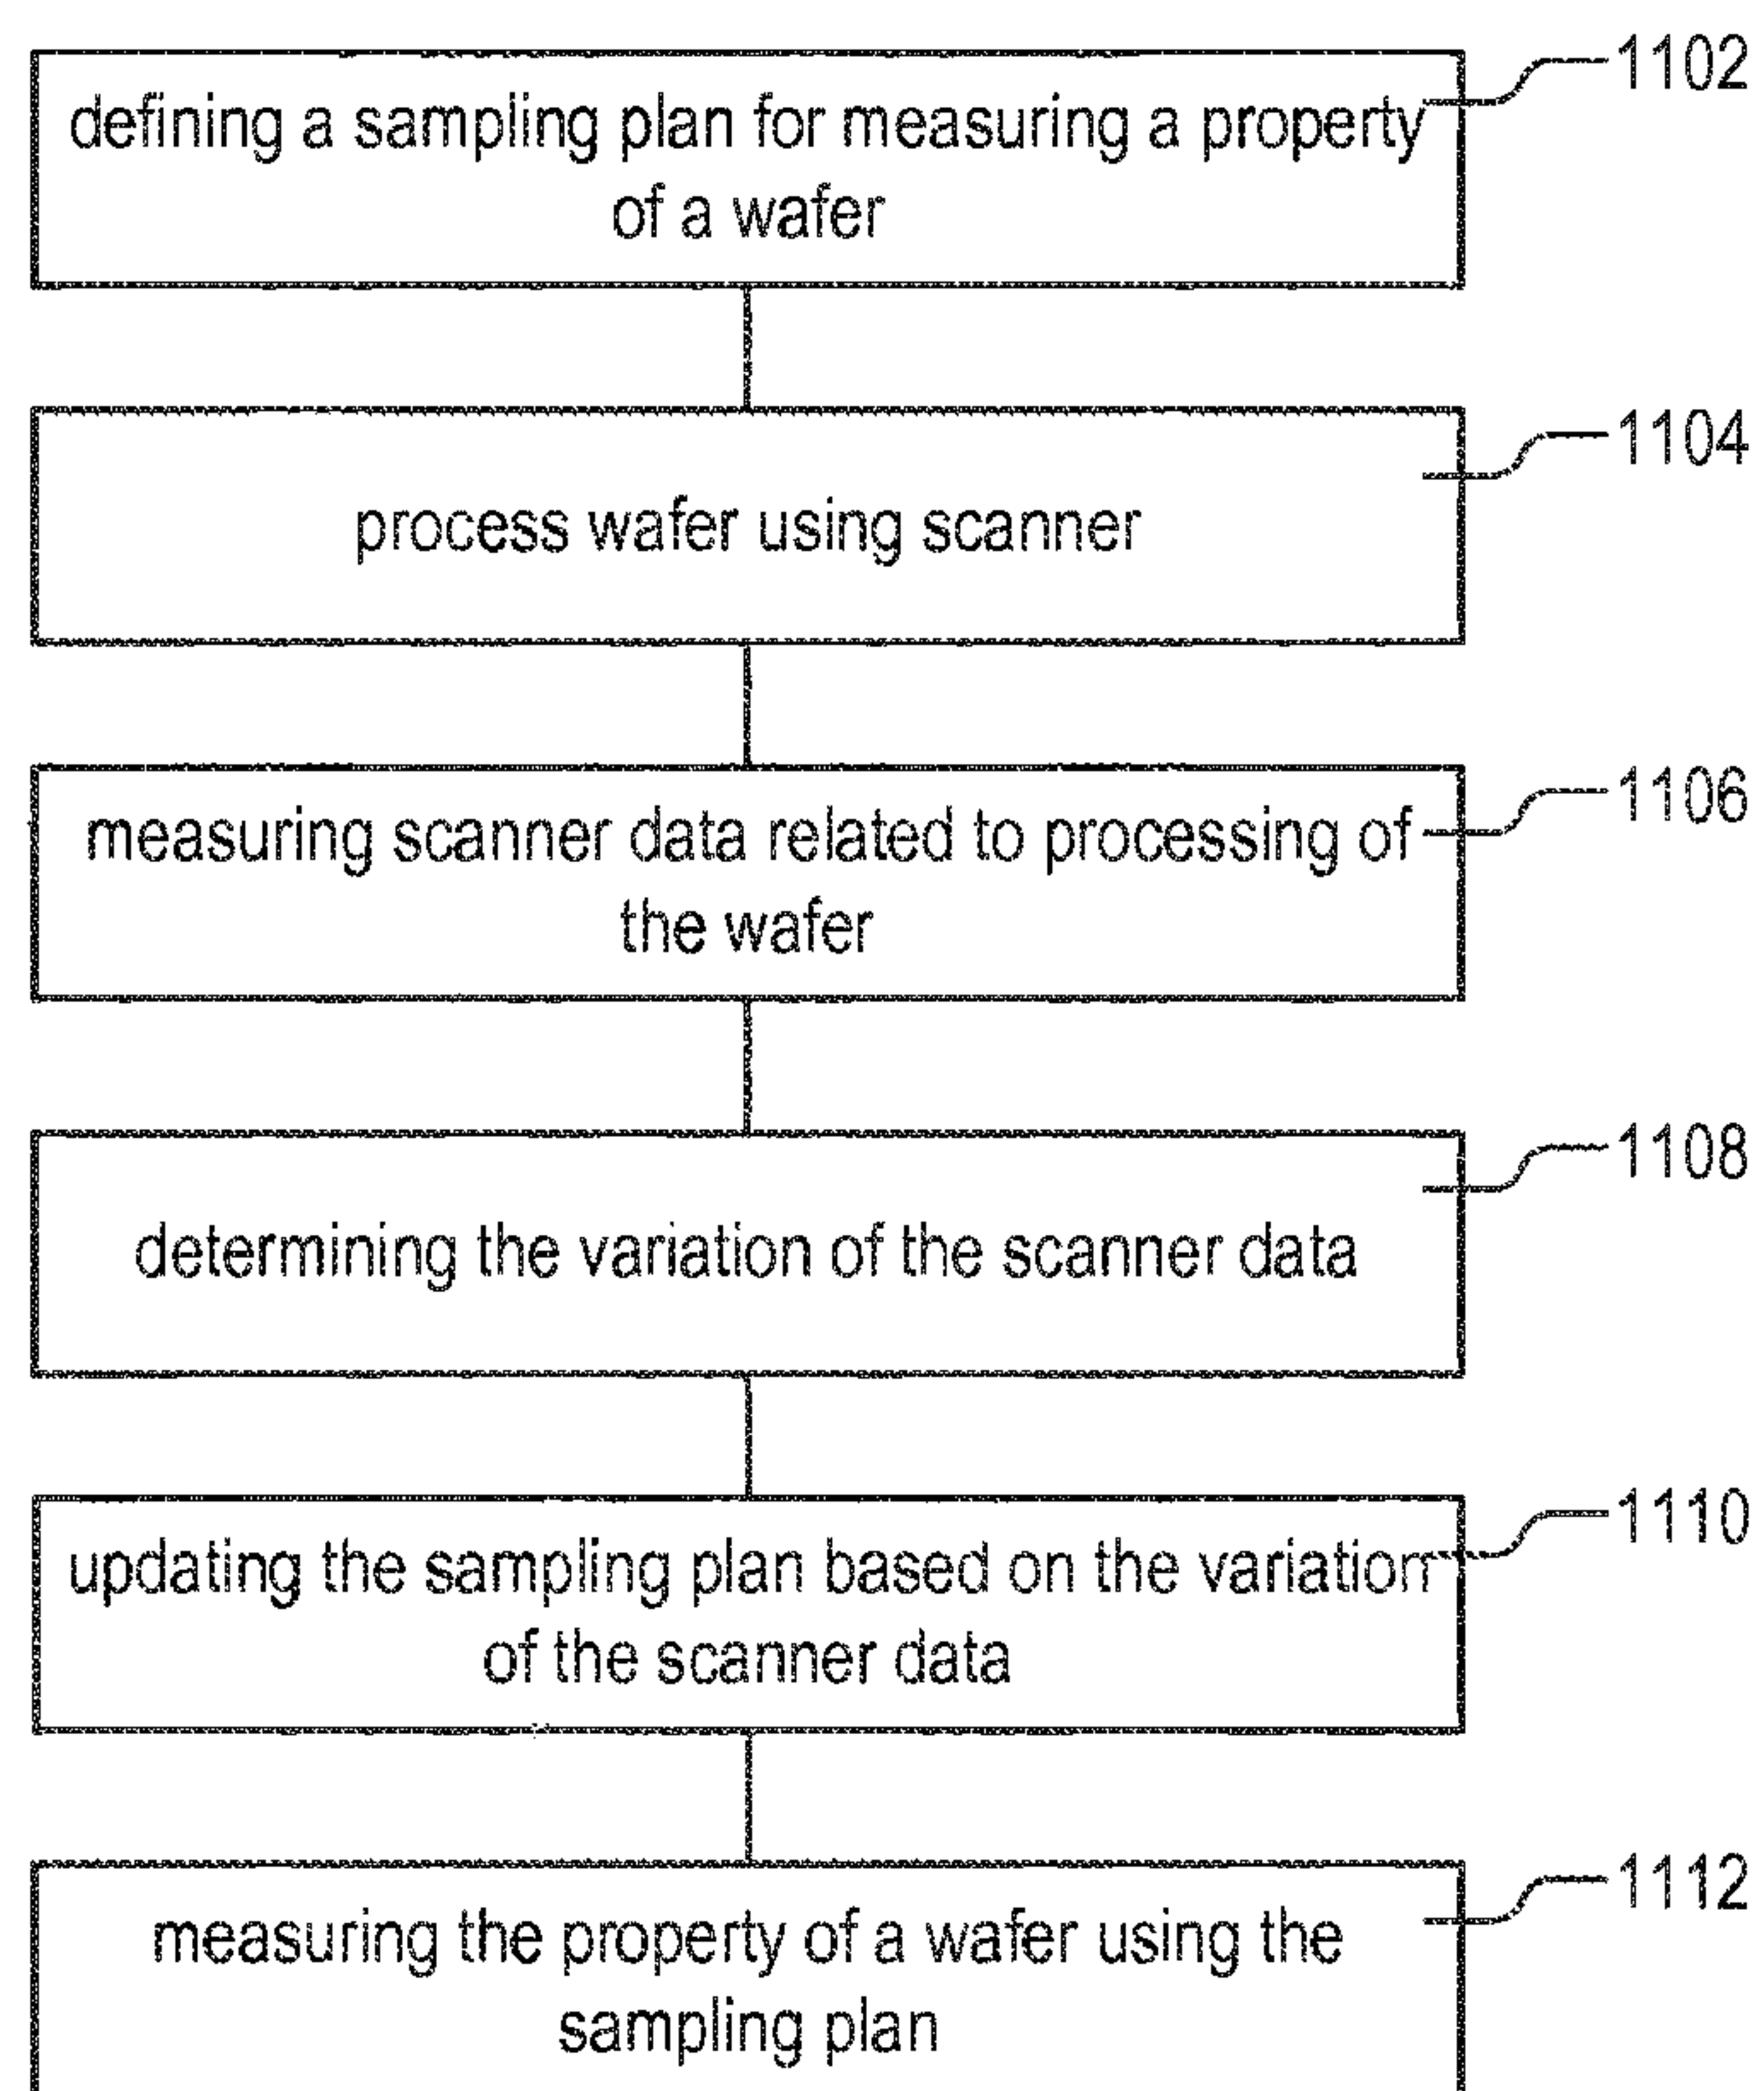 1102
defining a sampling plan for measuring a property
of a wafer
1104
process wafer using scanner
1106
measuring scanner data related to processing of
the wafer
1108
determining the variation of the scanner data
1110
updating the sampling plan based on the variation
of the scanner data
1112
measuring the property of a wafer using the
sampling plan